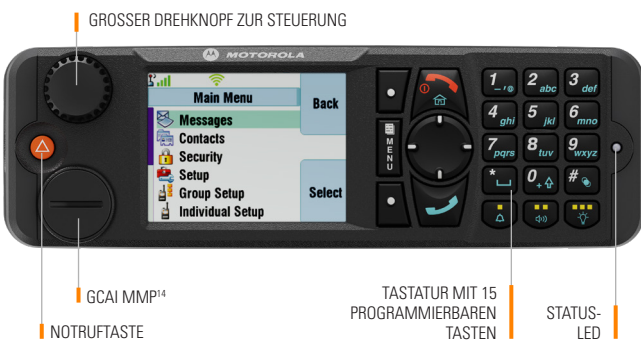 GROSSER DREHKNOPF ZUR STEUERUNG
MOTOROLA
Main Menu
Back
Messages
Contacts
Security
Setup
Group Setup
Select
Individual Setup
MENU
1 -'@
2 abc
3 def
4 ghi
5 jkl
6 mno
7 pqrs
8 tuv
9 wxyz
*
0 +
#
GCAI MMP14
NOTRUFTASTE
TASTATUR MIT 15
PROGRAMMIERBAREN
TASTEN
STATUS-
LED